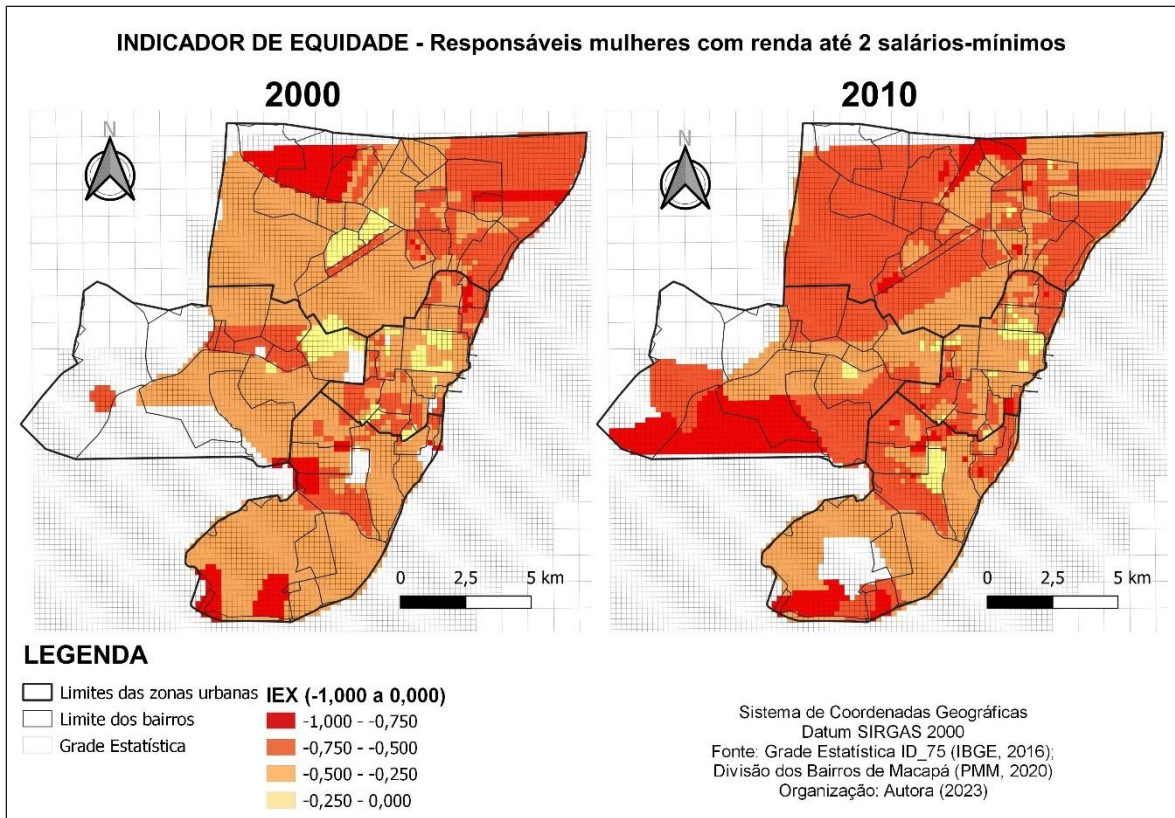 INDICADOR DE EQUIDADE - Responsáveis mulheres com renda até 2 salários-mínimos
2000
2010
N
N
0 2,5 5 km
0 2,5 5 km
LEGENDA
Limites das zonas urbanas
Limite dos bairros
Grade Estatística
IEX (-1,000 a 0,000)
-1,000 - -0,750
-0,750 - -0,500
-0,500 - -0,250
-0,250 - 0,000
Sistema de Coordenadas Geográficas
Datum SIRGAS 2000
Fonte: Grade Estatística ID_75 (IBGE, 2016);
Divisão dos Bairros de Macapá (PMM, 2020)
Organização: Autora (2023)